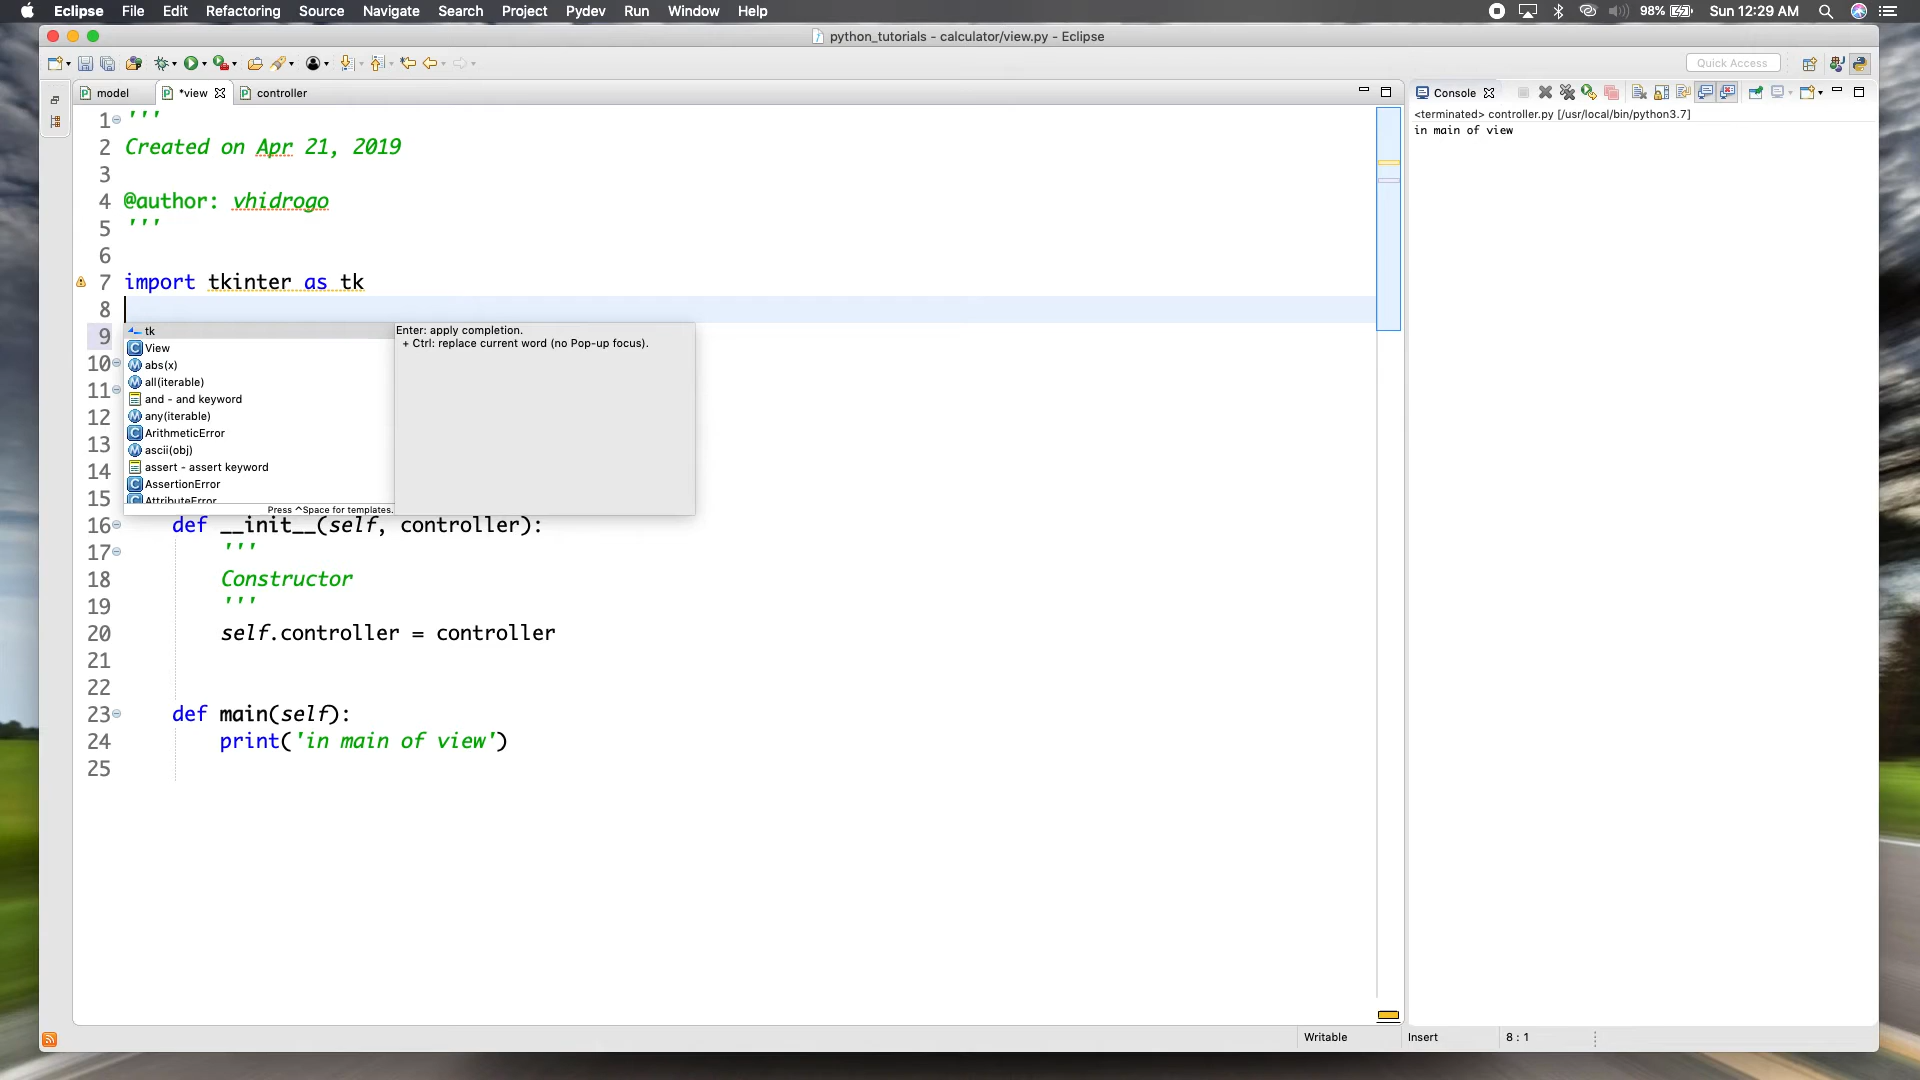 Eclipse File Edit Refactoring Source Navigate Search Project Pydev Run Window Help 98% Sun 12:29 AM
python_tutorials - calculator/view.py - Eclipse
Quick Access
model *view controller
1 '''
2 Created on Apr 21, 2019
3
4 @author: vhidrogo
5 '''
6
7 import tkinter as tk
8
9
10
11
12
13
14
15
tk
View
abs(x)
all(iterable)
and - and keyword
any(iterable)
ArithmeticError
ascii(obj)
assert - assert keyword
AssertionError
AttributeError
Press ^Space for templates.
Enter: apply completion.
+ Ctrl: replace current word (no Pop-up focus).
16 def __init__(self, controller):
17 '''
18 Constructor
19 '''
20 self.controller = controller
21
22
23 def main(self):
24 print('in main of view')
25
Console
<terminated> controller.py [/usr/local/bin/python3.7]
in main of view
Writable Insert 8 : 1